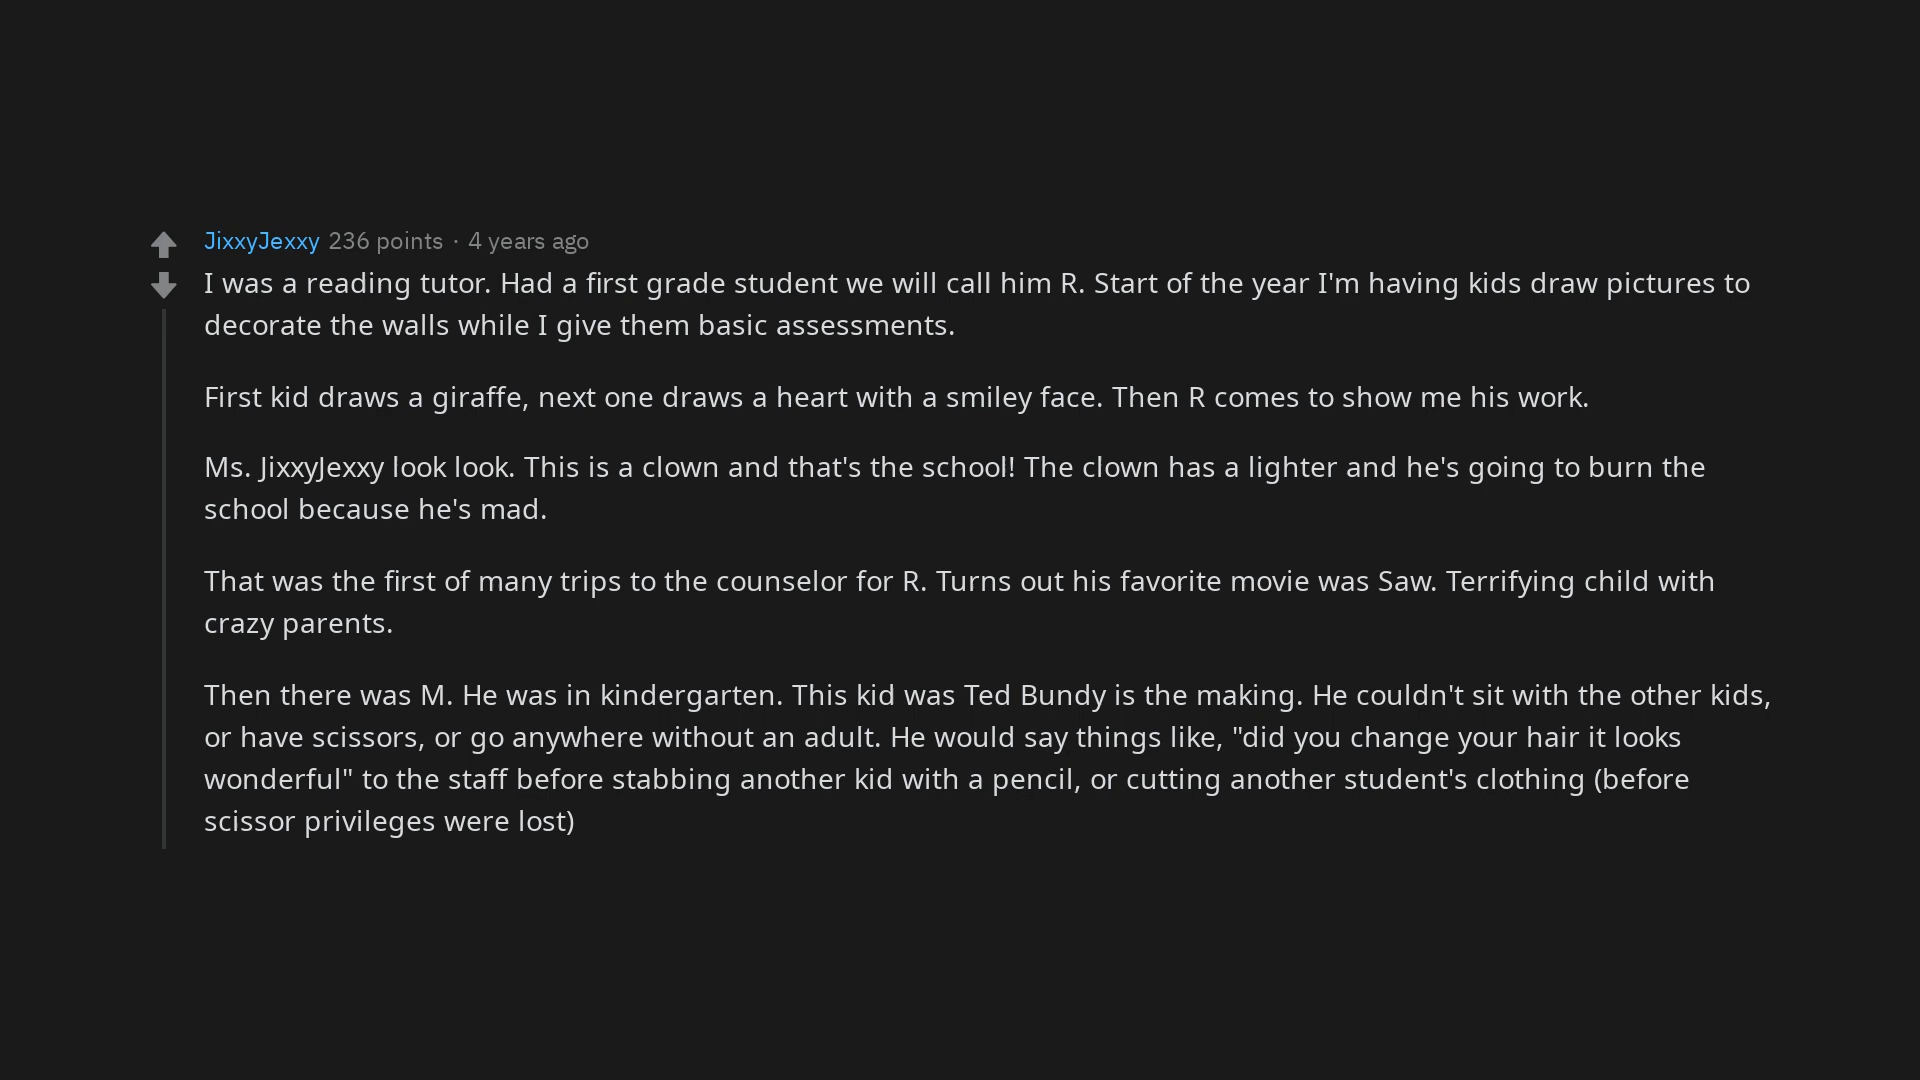 JixxyJexxy 236 points · 4 years ago
I was a reading tutor. Had a first grade student we will call him R. Start of the year I'm having kids draw pictures to
decorate the walls while I give them basic assessments.
First kid draws a giraffe, next one draws a heart with a smiley face. Then R comes to show me his work.
Ms. JixxyJexxy look look. This is a clown and that's the school! The clown has a lighter and he's going to burn the
school because he's mad.
That was the first of many trips to the counselor for R. Turns out his favorite movie was Saw. Terrifying child with
crazy parents.
Then there was M. He was in kindergarten. This kid was Ted Bundy is the making. He couldn't sit with the other kids,
or have scissors, or go anywhere without an adult. He would say things like, "did you change your hair it looks
wonderful" to the staff before stabbing another kid with a pencil, or cutting another student's clothing (before
scissor privileges were lost)